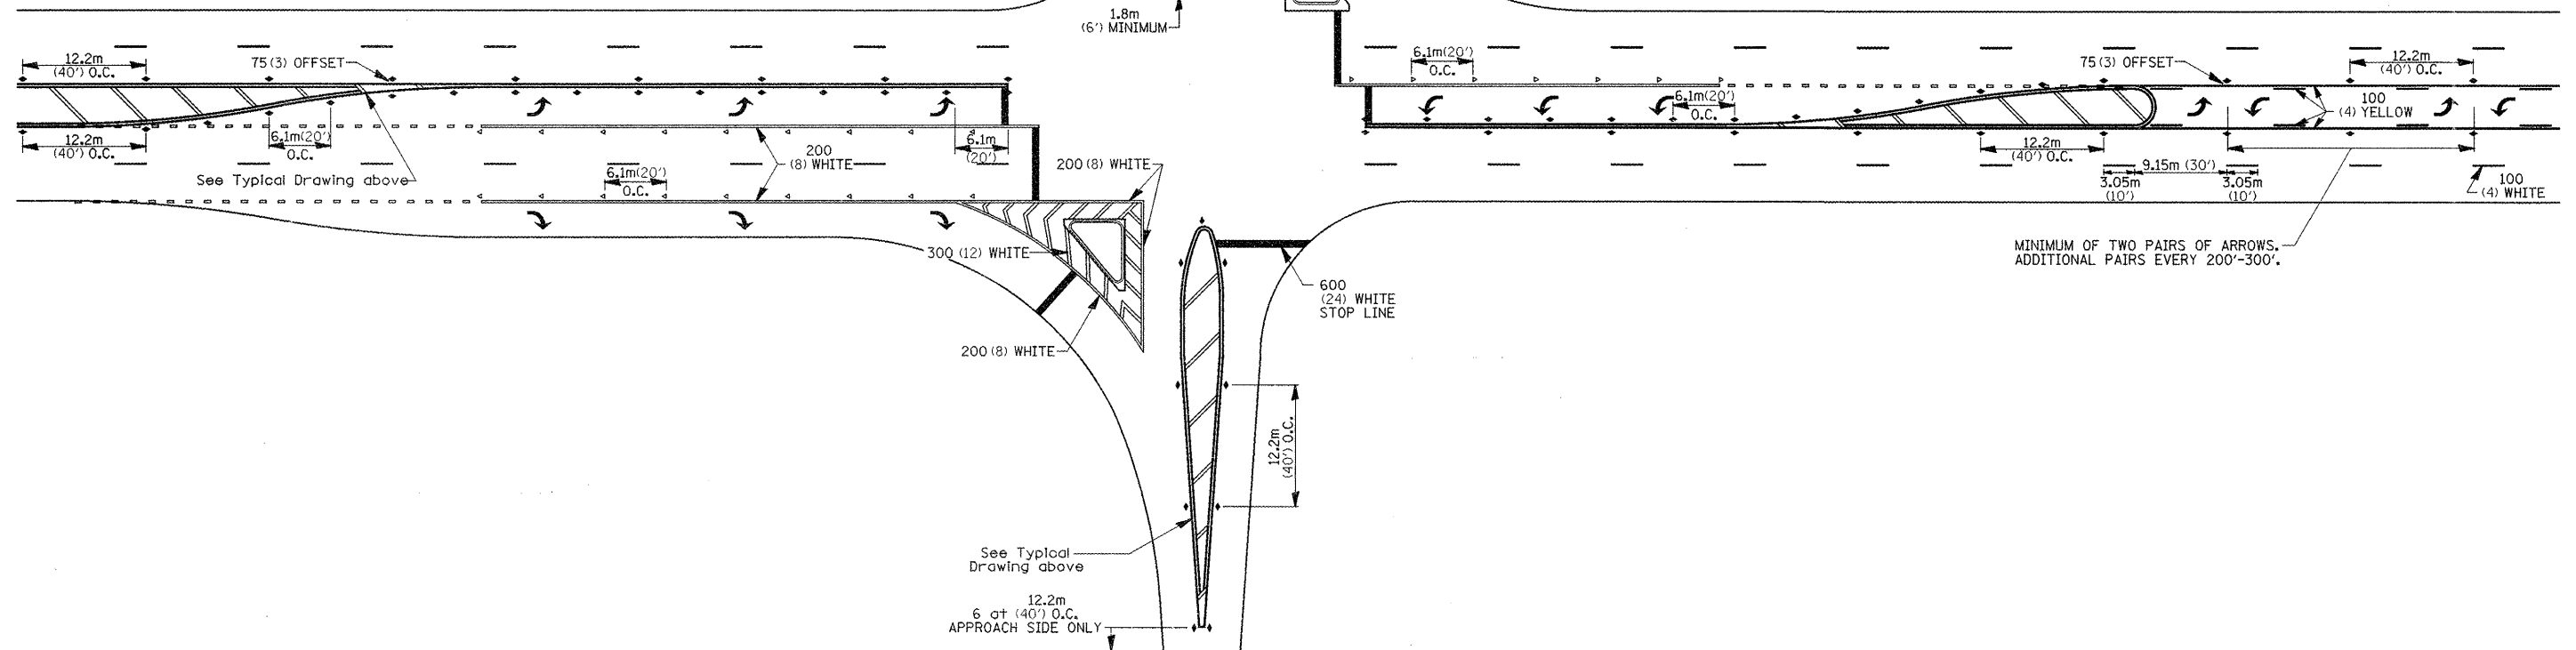 1.8m
(6') MINIMUM
12.2m
(40') O.C.
75(3) OFFSET
6.1m(20')
O.C.
75(3) OFFSET
12.2m
(40') O.C.
6.1m(20')
O.C.
100
(4) YELLOW
12.2m
(40') O.C.
6.1m(20')
O.C.
See Typical Drawing above
6.1m(20')
O.C.
200
(8) WHITE
6.1m
(20')
200(8) WHITE
12.2m
(40') O.C.
9.15m (30')
3.05m
(10')
3.05m
(10')
100
(4) WHITE
300 (12) WHITE
MINIMUM OF TWO PAIRS OF ARROWS.
ADDITIONAL PAIRS EVERY 200'-300'.
600
(24) WHITE
STOP LINE
200(8) WHITE
12.2m
(40') O.C.
See Typical
Drawing above
12.2m
6 at (40') O.C.
APPROACH SIDE ONLY